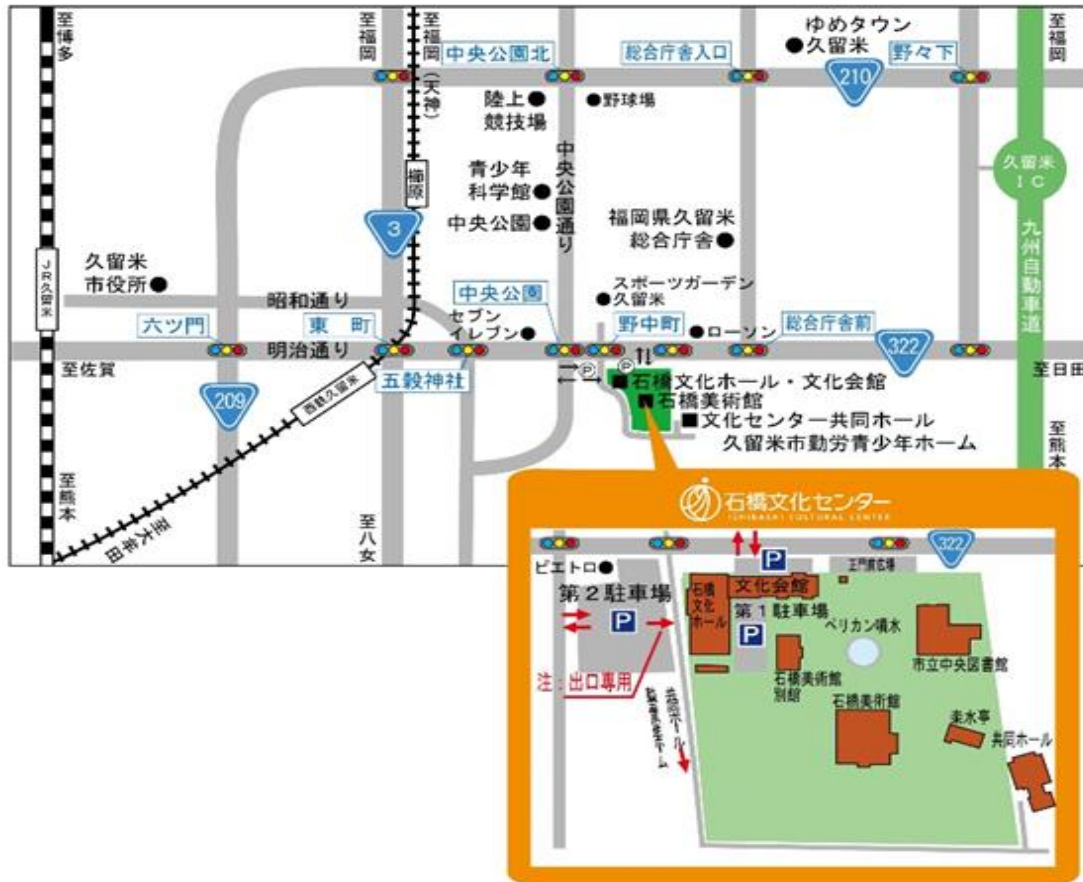 至博多
至福岡
至福岡(天神)
中央公園北
総合庁舎入口
ゆめタウン
久留米
野々下
至福岡
210
陸上
競技場
野球場
中央公園通り
櫛原
青少年
科学館
中央公園
3
福岡県久留米
総合庁舎
久留米
IC
九州自動車道
JR久留米
久留米
市役所
昭和通り
中央公園
セブン
イレブン
スポーツガーデン
久留米
野中町
ローソン
総合庁舎前
六ツ門
東 町
明治通り
322
至佐賀
五穀神社
P
P
至日田
209
西鉄久留米
石橋文化ホール・文化会館
石橋美術館
文化センター共同ホール
久留米市勤労青少年ホーム
至熊本
至大牟田
至八女
至熊本
石橋文化センター
ISHIBASHI CULTURAL CENTER
322
ピエトロ
P
正門前広場
第2駐車場
石橋
文化
ホール
文化会館
第1駐車場
P
P
ペリカン噴水
市立中央図書館
注:出口専用
石橋美術館
別館
石橋美術館
楽水亭
共同ホール
共同ホール